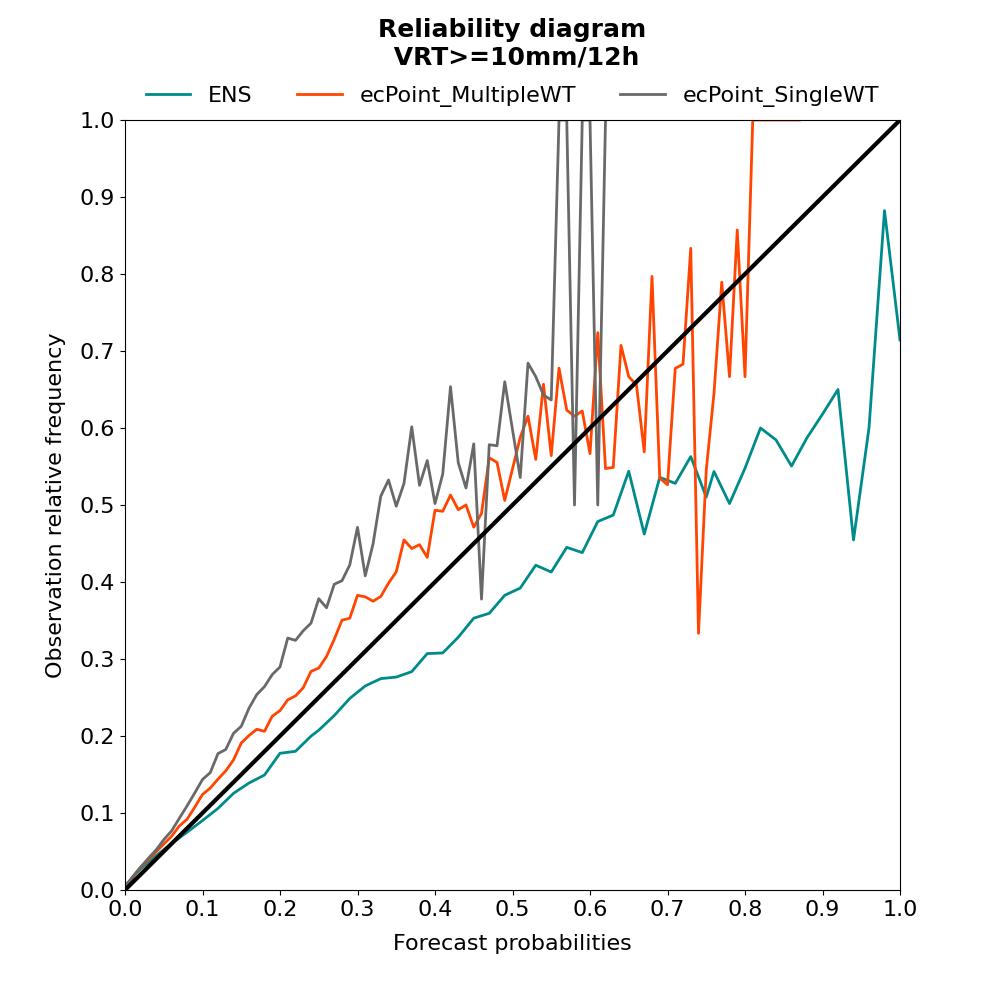 Reliability diagram
VRT>=10mm/12h
ENS ecPoint_MultipleWT ecPoint_SingleWT
1.0
0.9
0.8
0.7
0.6
0.5
0.4
0.3
0.2
0.1
0.0
Observation relative frequency
0.0 0.1 0.2 0.3 0.4 0.5 0.6 0.7 0.8 0.9 1.0
Forecast probabilities